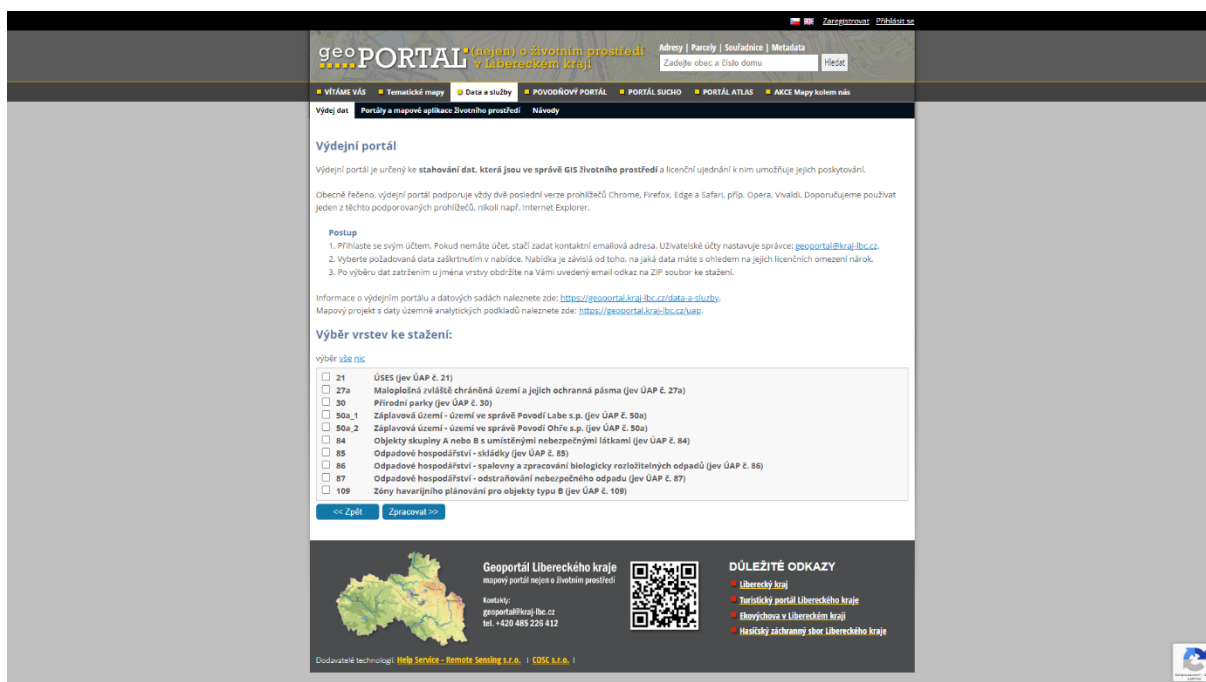 Zaregistrovat Přihlásit se
geoPORTAL (nejen) o životním prostředí
v Libereckém kraji
Adresy | Parcely | Souřadnice | Metadata
Zadejte obec a číslo domu
Hledat
VÍTÁME VÁS Tematické mapy Data a služby POVODŇOVÝ PORTÁL PORTÁL SUCHO PORTÁL ATLAS AKCE Mapy kolem nás
Výdej dat Portály a mapové aplikace životního prostředí Návody
Výdejní portál
Výdejní portál je určený ke stahování dat, která jsou ve správě GIS životního prostředí a licenční ujednání k nim umožňuje jejich poskytování.
Obecně řečeno, výdejní portál podporuje vždy dvě poslední verze prohlížečů Chrome, Firefox, Edge a Safari, příp. Opera, Vivaldi. Doporučujeme používat
jeden z těchto podporovaných prohlížečů, nikoli např. Internet Explorer.
Postup
1. Přihlaste se svým účtem. Pokud nemáte účet, stačí zadat kontaktní emailová adresa. Uživatelské účty nastavuje správce: geoportal@kraj-lbc.cz.
2. Vyberte požadovaná data zaškrtnutím v nabídce. Nabídka je závislá od toho, na jaká data máte s ohledem na jejich licenčních omezení nárok.
3. Po výběru dat zatržením u jména vrstvy obdržíte na Vámi uvedený email odkaz na ZIP soubor ke stažení.
Informace o výdejním portálu a datových sadách naleznete zde: https://geoportal.kraj-lbc.cz/data-a-sluzby.
Mapový projekt s daty územně analytických podkladů naleznete zde: https://geoportal.kraj-lbc.cz/uap.
Výběr vrstev ke stažení:
výběr vše nic
21 ÚSES (jev ÚAP č. 21)
27a Maloplošná zvláště chráněná území a jejich ochranná pásma (jev ÚAP č. 27a)
30 Přírodní parky (jev ÚAP č. 30)
50a_1 Záplavová území - území ve správě Povodí Labe s.p. (jev ÚAP č. 50a)
50a_2 Záplavová území - území ve správě Povodí Ohře s.p. (jev ÚAP č. 50a)
84 Objekty skupiny A nebo B s umístěnými nebezpečnými látkami (jev ÚAP č. 84)
85 Odpadové hospodářství - skládky (jev ÚAP č. 85)
86 Odpadové hospodářství - spalovny a zpracování biologicky rozložitelných odpadů (jev ÚAP č. 86)
87 Odpadové hospodářství - odstraňování nebezpečného odpadu (jev ÚAP č. 87)
109 Zóny havarijního plánování pro objekty typu B (jev ÚAP č. 109)
<< Zpět Zpracovat >>
Geoportál Libereckého kraje
mapový portál nejen o životním prostředí
Kontakty:
geoportal@kraj-lbc.cz
tel. +420 485 226 412
DŮLEŽITÉ ODKAZY
Liberecký kraj
Turistický portál Libereckého kraje
Ekovýchova v Libereckém kraji
Hasičský záchranný sbor Libereckého kraje
Dodavatelé technologií: Help Service - Remote Sensing s.r.o. | COSC s.r.o. |